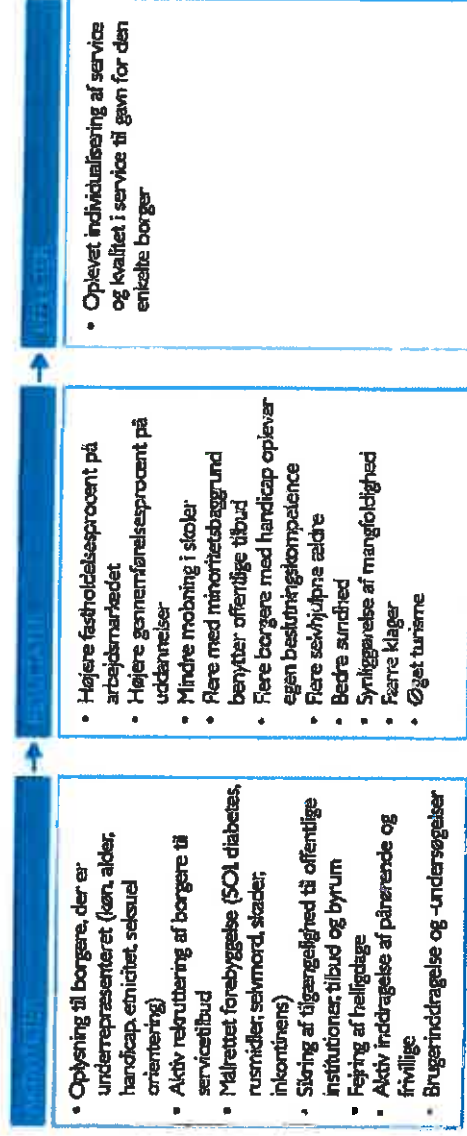 • Oplysning til borgere, der er
underrepræsenteret (køn, alder,
handicap, etnicitet, seksuel
orientering)
• Aktiv rekruttering af borgere til
servicetilbud
• Målrettet forebyggelse (SOI, diabetes,
rusmidler, selvmord, skader,
inkontinens)
• Sikring af tilgængelighed til offentlige
institutioner, tilbud og byrum
• Fejring af helligdage
• Aktiv inddragelse af pårørende og
frivillige
• Brugerinddragelse og -undersøgelser
• Højere fastholdelsesprocent på
arbejdsmarkedet
• Højere gennemførelsesprocent på
uddannelser
• Mindre mobning i skoler
• Flere med minoritetsbaggrund
benytter offentlige tilbud
• Flere borgere med handicap oplever
egen beslutningskompetence
• Flere selvhjulpne ældre
• Bedre sundhed
• Synliggørelse af mangfoldighed
• Færre klager
• Øget turisme
• Oplevet individualisering af service
og kvalitet i service til gavn for den
enkelte borger